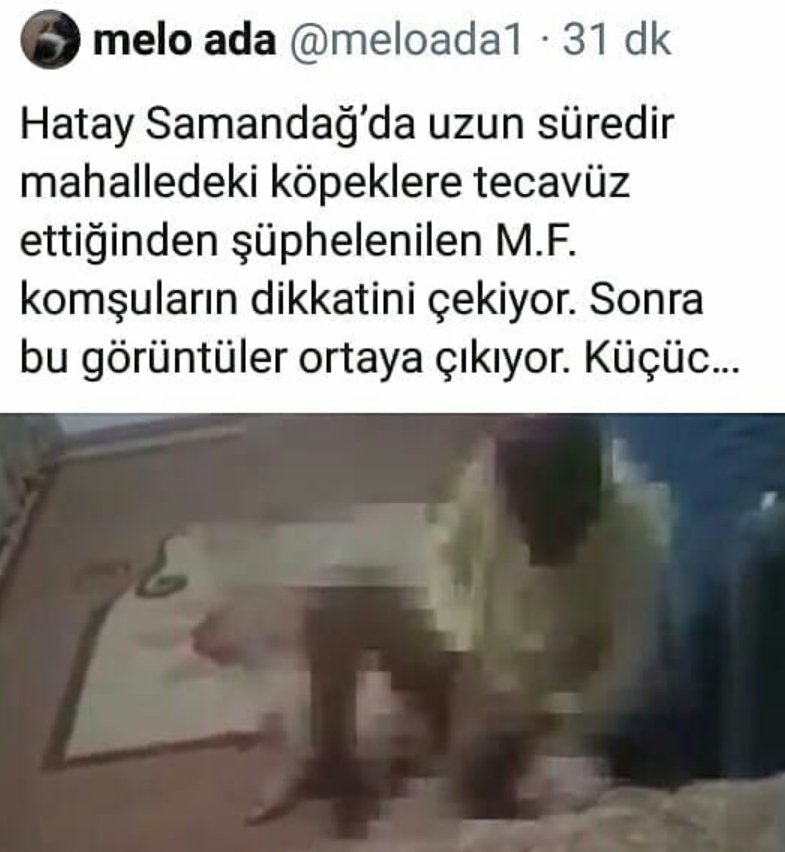 melo ada @meloada1 · 31 dk
Hatay Samandağ’da uzun süredir
mahalledeki köpeklere tecavüz
ettiğinden şüphelenilen M.F.
komşuların dikkatini çekiyor. Sonra
bu görüntüler ortaya çıkıyor. Küçüc...